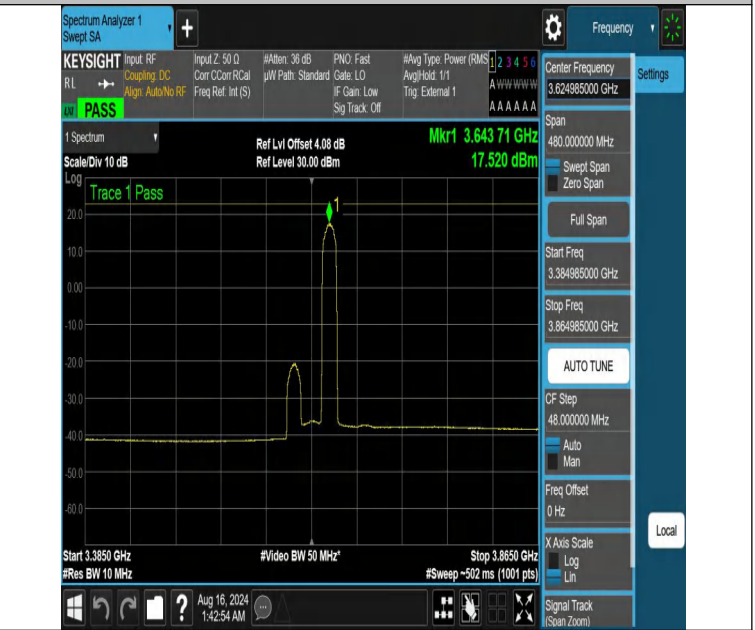 Spectrum Analyzer 1
Swept SA
+
Frequency
KEYSIGHT
RL
PASS
Input: RF
Coupling: DC
Align: Auto/No RF
Input Z: 50 Ω
Corr CCorr RCal
Freq Ref: Int (S)
#Atten: 36 dB
µW Path: Standard
PNO: Fast
Gate: LO
IF Gain: Low
Sig Track: Off
#Avg Type: Power (RMS
Avg|Hold: 1/1
Trig: External 1
1 2 3 4 5 6
A W W W W W
A A A A A A
1 Spectrum
Scale/Div 10 dB
Ref Lvl Offset 4.08 dB
Ref Level 30.00 dBm
Mkr1 3.643 71 GHz
17.520 dBm
Log
Trace 1 Pass
1
20.0
10.0
0.00
-10.0
-20.0
-30.0
-40.0
-50.0
-60.0
Start 3.3850 GHz
#Res BW 10 MHz
#Video BW 50 MHz*
Stop 3.8650 GHz
#Sweep ~502 ms (1001 pts)
?
Aug 16, 2024
1:42:54 AM
Center Frequency
3.624985000 GHz
Settings
Span
480.000000 MHz
Swept Span
Zero Span
Full Span
Start Freq
3.384985000 GHz
Stop Freq
3.864985000 GHz
AUTO TUNE
CF Step
48.000000 MHz
Auto
Man
Freq Offset
0 Hz
X Axis Scale
Log
Lin
Signal Track
(Span Zoom)
Local